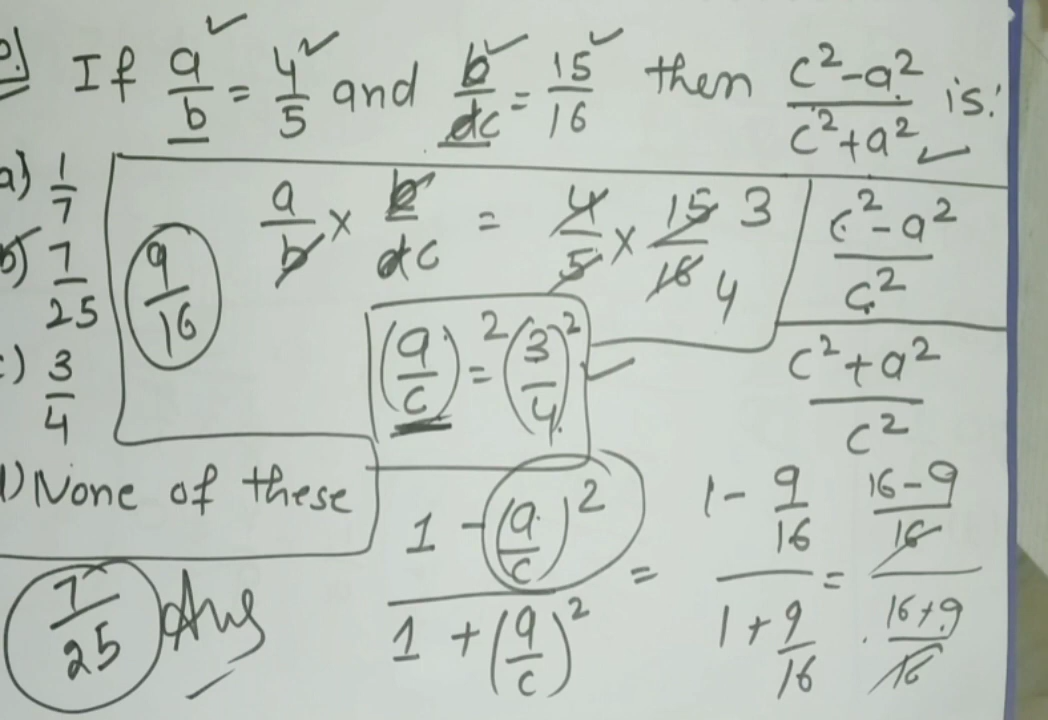 If a/b = 4/5 and b/dc = 15/16 then c²-a²/c²+a² is:
a) 1/7
b) 7/25
c) 3/4
d) None of these
9/16
a/b × b/dc = 4/5 × 15/16 3 4
(a/c)² = (3/4)²
c²-a²/c²
c²+a²/c²
1-(a/c)²/1+(a/c)² = 1-9/16/1+9/16 = 16-9/16/16+9/16
7/25 Ans